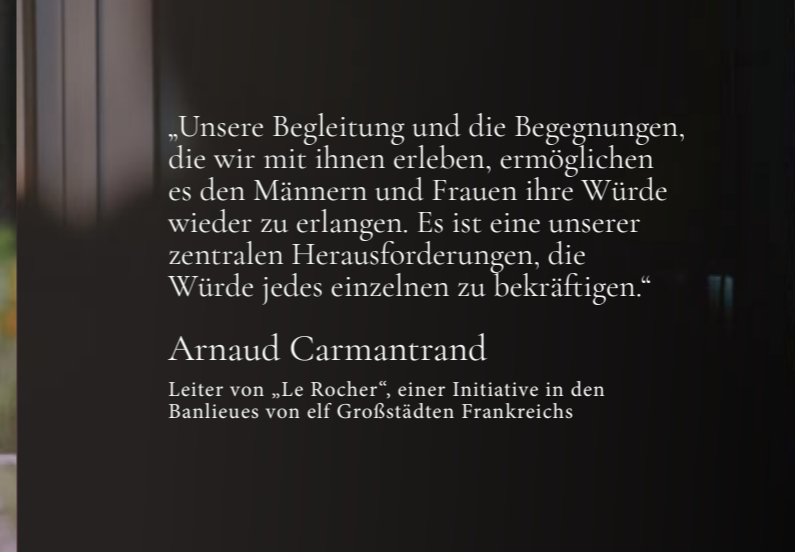 „Unsere Begleitung und die Begegnungen,
die wir mit ihnen erleben, ermöglichen
es den Männern und Frauen ihre Würde
wieder zu erlangen. Es ist eine unserer
zentralen Herausforderungen, die
Würde jedes einzelnen zu bekräftigen.“
Arnaud Carmantrand
Leiter von „Le Rocher“, einer Initiative in den
Banlieues von elf Großstädten Frankreichs